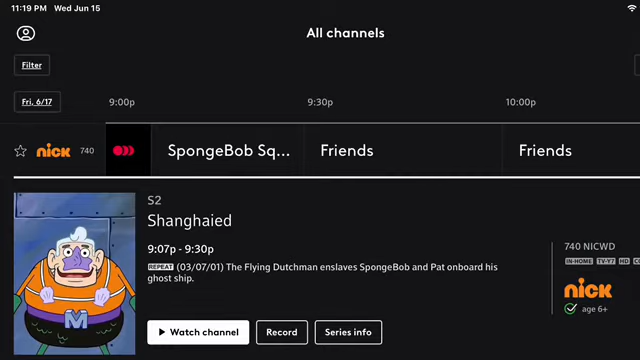 11:19 PM Wed Jun 15
All channels
Filter
Fri, 6/17
9:00p
9:30p
10:00p
nick
740
SpongeBob Sq...
Friends
Friends
S2
Shanghaied
9:07p - 9:30p
REPEAT (03/07/01) The Flying Dutchman enslaves SpongeBob and Pat onboard his
ghost ship.
M
Watch channel
Record
Series info
740 NICWD
IN-HOME TV-Y7 HD
nick
age 6+